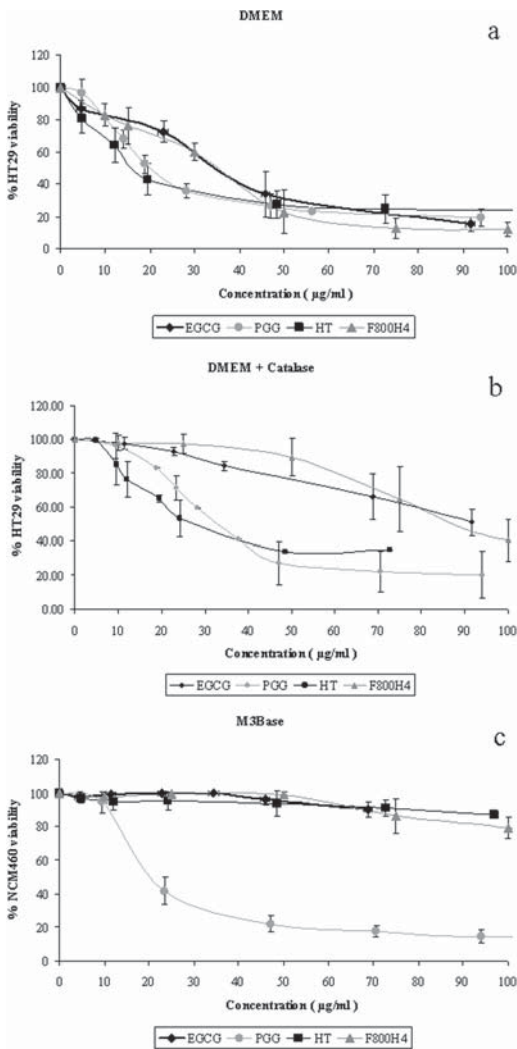 DMEM
a
% HT29 viability
120
100
80
60
40
20
0
0 10 20 30 40 50 60 70 80 90 100
Concentration ( µg/ml )
EGCG PGG HT F800H4
DMEM + Catalase
b
% HT29 viability
120.00
100.00
80.00
60.00
40.00
20.00
0.00
0 10 20 30 40 50 60 70 80 90 100
Concentration ( µg/ml )
EGCG PGG HT F800H4
M3Base
c
% NCM460 viability
120
100
80
60
40
20
0
0 10 20 30 40 50 60 70 80 90 100
Concentration ( µg/ml )
EGCG PGG HT F800H4